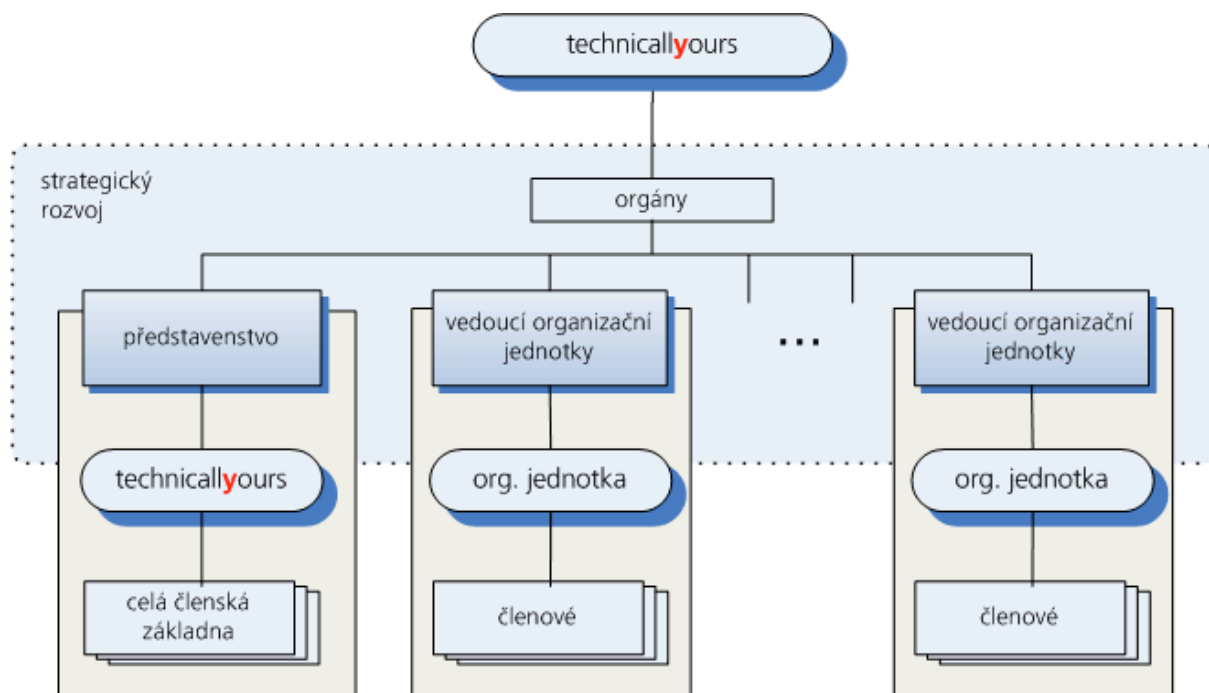 technicallyours
strategický
rozvoj
orgány
představenstvo
vedoucí organizační
jednotky
...
vedoucí organizační
jednotky
technicallyours
org. jednotka
org. jednotka
celá členská
základna
členové
členové